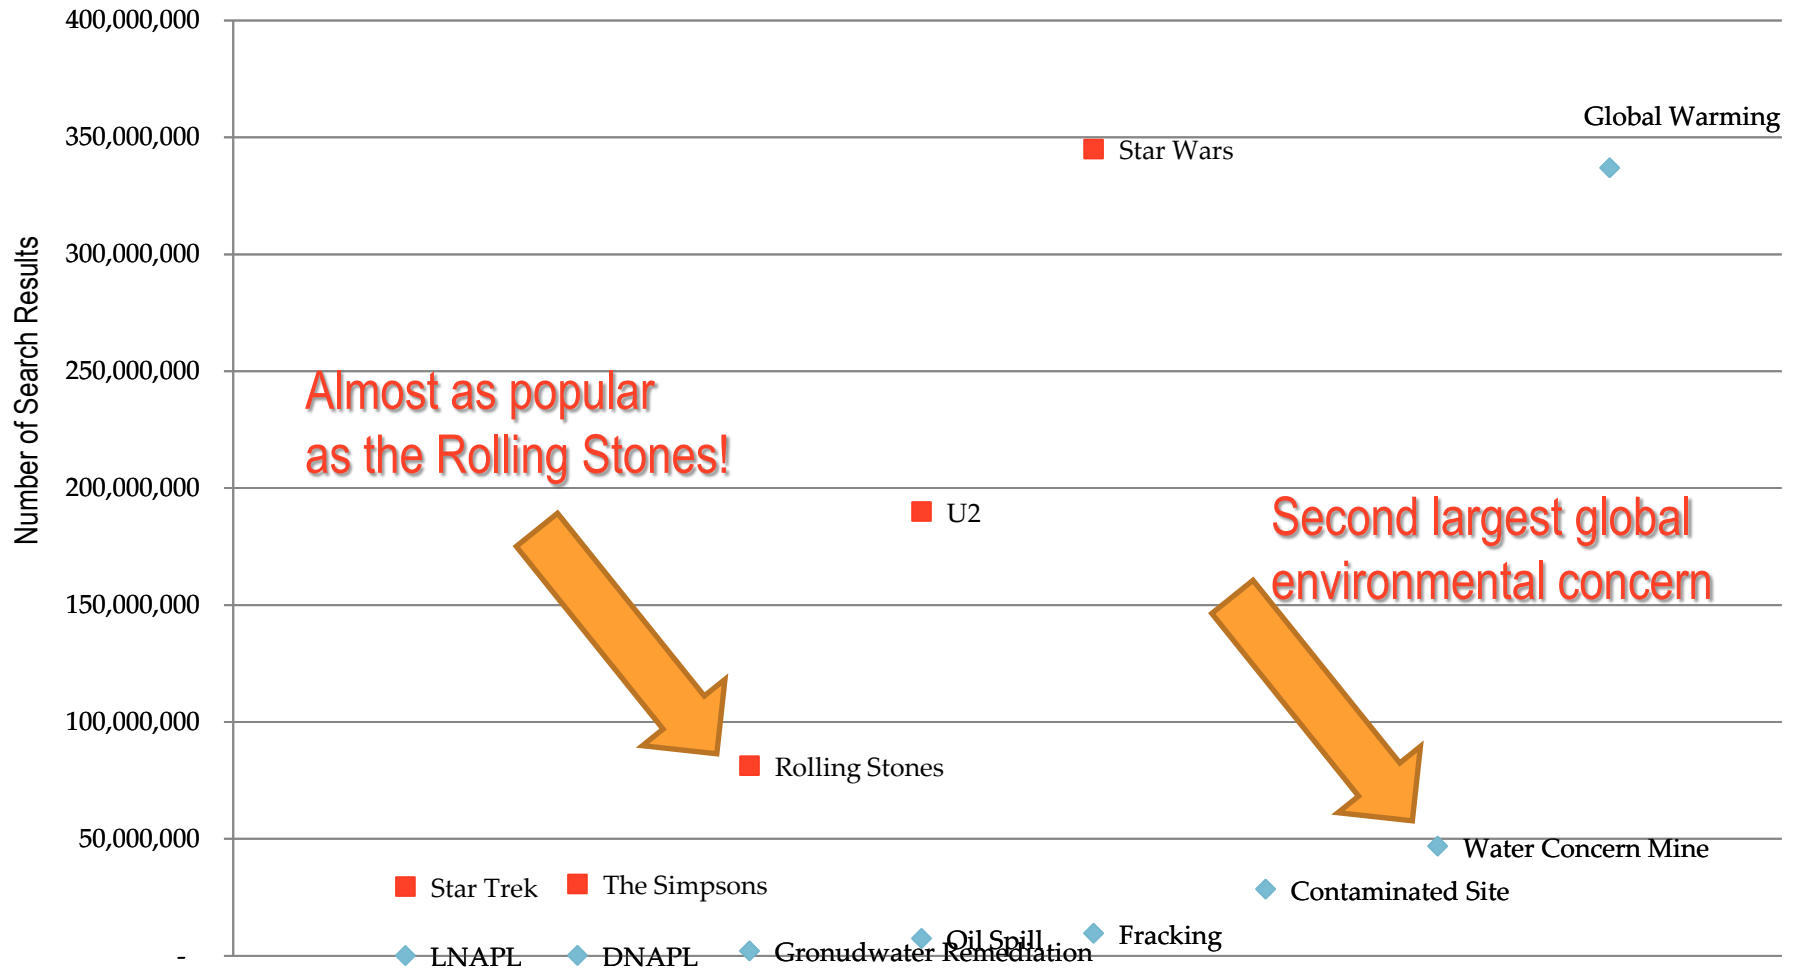 400,000,000
Global Warming
350,000,000
Star Wars
300,000,000
Number of Search Results
250,000,000
Almost as popular
as the Rolling Stones!
200,000,000
U2
Second largest global
environmental concern
150,000,000
100,000,000
Rolling Stones
50,000,000
Water Concern Mine
Star Trek
The Simpsons
Contaminated Site
Oil Spill
Fracking
-
LNAPL
DNAPL
Gronudwater Remediation